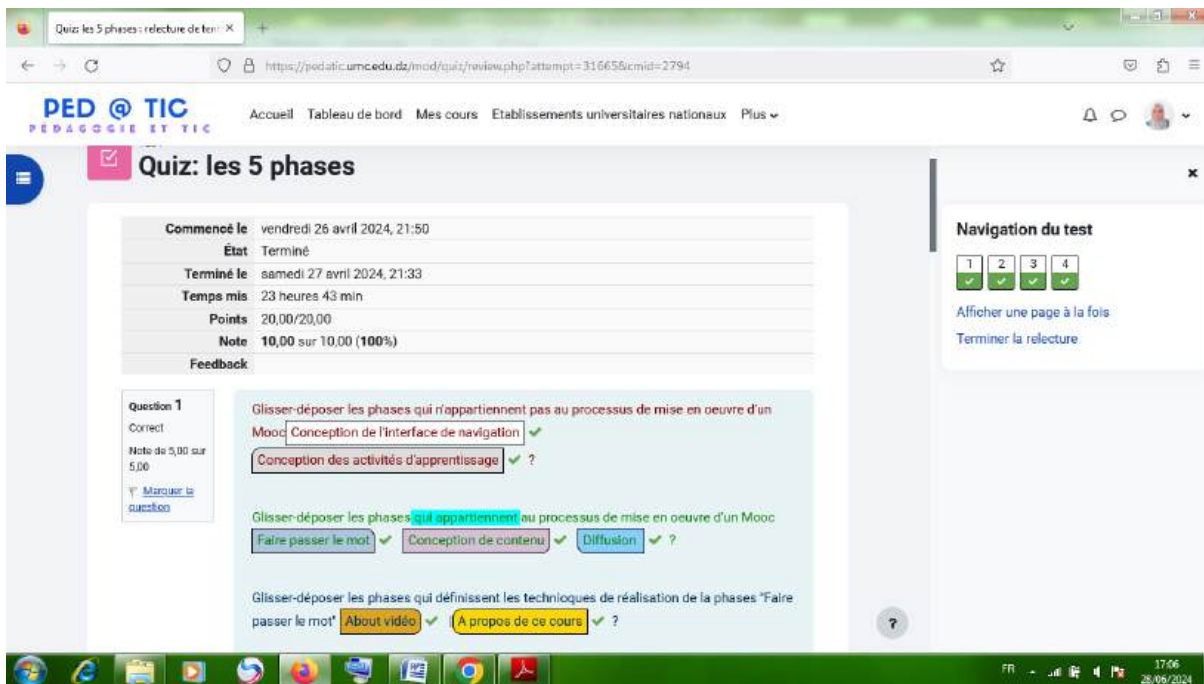 Quiz: les 5 phases : relecture de ten
https://pedatic.umc.edu.dz/mod/quiz/review.php?attempt=31665&cmid=2794
PED @ TIC
PEDAGOGIE ET TIC
Accueil Tableau de bord Mes cours Etablissements universitaires nationaux Plus
Quiz: les 5 phases
Commencé le vendredi 26 avril 2024, 21:50
État Terminé
Terminé le samedi 27 avril 2024, 21:33
Temps mis 23 heures 43 min
Points 20,00/20,00
Note 10,00 sur 10,00 (100%)
Feedback
Question 1
Correct
Note de 5,00 sur
5,00
Marquer la
question
Glisser-déposer les phases qui n'appartiennent pas au processus de mise en oeuvre d'un
Mooc Conception de l'interface de navigation
Conception des activités d'apprentissage ?
Glisser-déposer les phases qui appartiennent au processus de mise en oeuvre d'un Mooc
Faire passer le mot Conception de contenu Diffusion ?
Glisser-déposer les phases qui définissent les technioques de réalisation de la phases "Faire
passer le mot" About vidéo | A propos de ce cours ?
Navigation du test
1 2 3 4
Afficher une page à la fois
Terminer la relecture
?
FR
17:06
28/06/2024